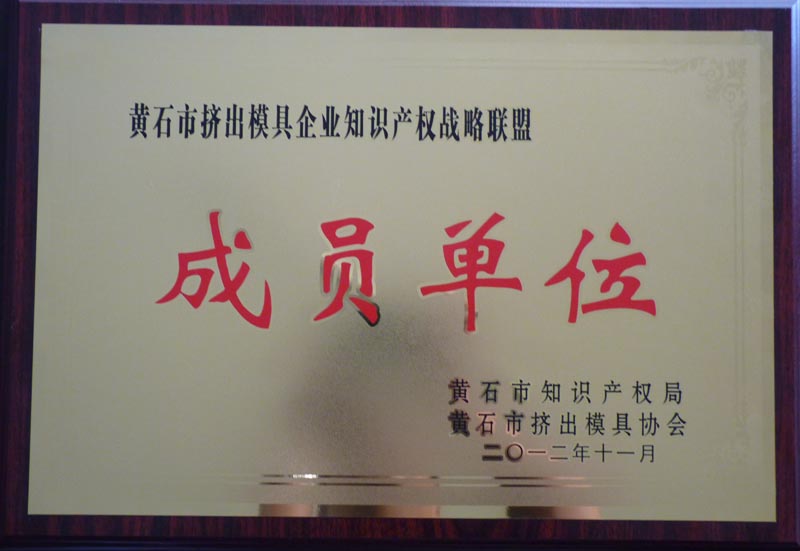 黄石市挤出模具企业知识产权战略联盟
成员单位
黄石市知识产权局
黄石市挤出模具协会
二〇一二年十一月